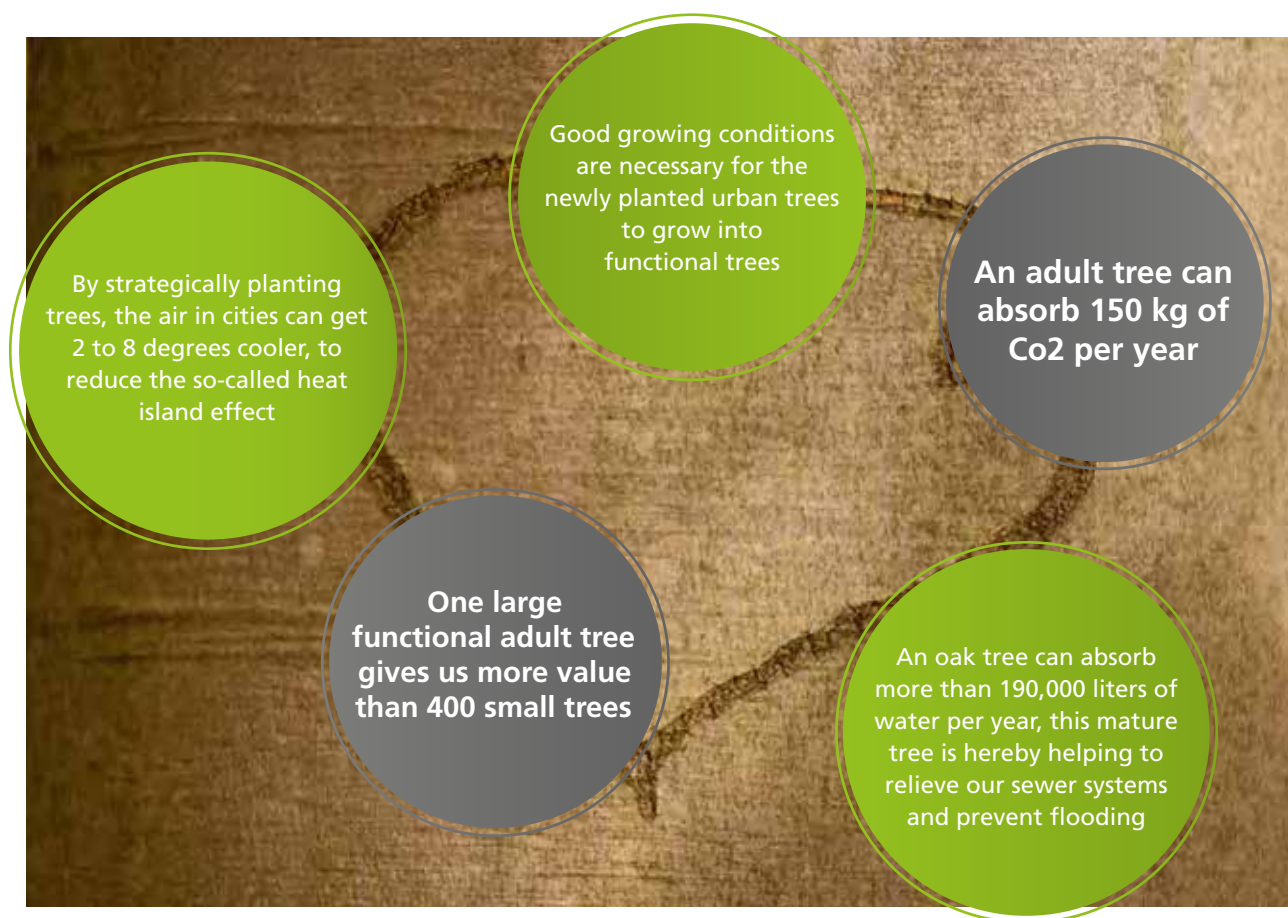 Good growing conditions
are necessary for the
newly planted urban trees
to grow into
functional trees
An adult tree can
absorb 150 kg of
Co2 per year
By strategically planting
trees, the air in cities can get
2 to 8 degrees cooler, to
reduce the so-called heat
island effect
One large
functional adult tree
gives us more value
than 400 small trees
An oak tree can absorb
more than 190,000 liters of
water per year, this mature
tree is hereby helping to
relieve our sewer systems
and prevent flooding